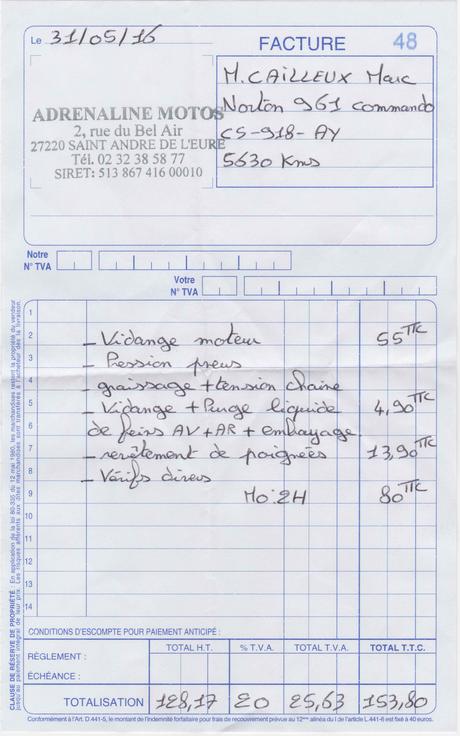 Le 31/05/16
FACTURE 48
ADRENALINE MOTOS
2, rue du Bel Air
27220 SAINT ANDRE DE L'EURE
Tél. 02 32 38 58 77
SIRET: 513 867 416 00010
M. CAILLEUX Marc
Norton 961 commando
CS-918-AY
5630 Kms
Notre
N° TVA
Votre
N° TVA
1
2 - Vidange moteur 55 TTC
3 - Pression pneus
4 - graissage + tension chaine
5 - Vidange + Purge liquide 4,90 TTC
6 de freins AV + AR + embrayage
7 - revêtement de poignées 13,90 TTC
8 - Vérifs divers
9 Mo: 2H 80 TTC
10
11
12
13
14
CLAUSE DE RÉSERVE DE PROPRIÉTÉ : En application de la loi 80-335 du 12 mai 1980, les marchandises restent la propriété du vendeur
jusqu'au paiement intégral de leur prix. Les risques afférents aux dites marchandises sont transférés à l'acheteur dès la livraison.
CONDITIONS D'ESCOMPTE POUR PAIEMENT ANTICIPÉ :
RÈGLEMENT : TOTAL H.T. % T.V.A. TOTAL T.V.A. TOTAL T.T.C.
ÉCHÉANCE :
TOTALISATION 128,17 20 25,63 153,80
Conformément à l'Art. D.441-5, le montant de l'indemnité forfaitaire pour frais de recouvrement prévue au 12ème alinéa du I de l'article L.441-6 est fixé à 40 euros.